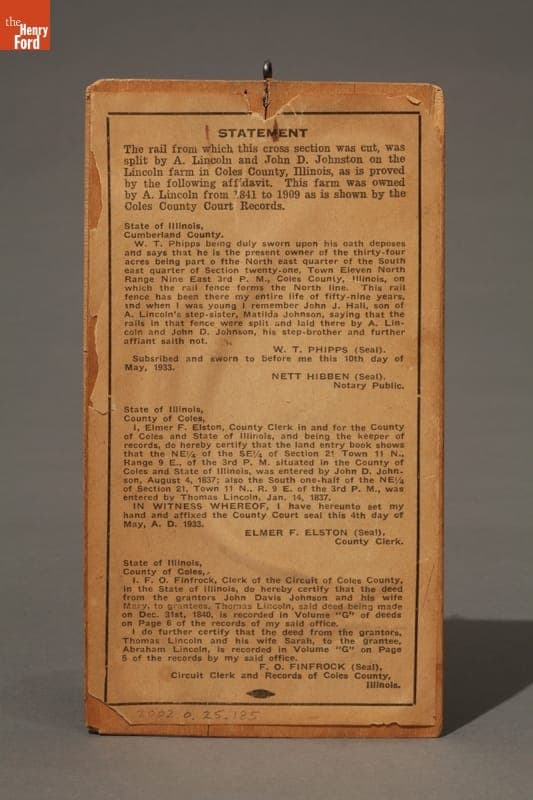 the
Henry
Ford
STATEMENT
The rail from which this cross section was cut, was
split by A. Lincoln and John D. Johnston on the
Lincoln farm in Coles County, Illinois, as is proved
by the following affidavit. This farm was owned
by A. Lincoln from 1841 to 1909 as is shown by the
Coles County Court Records.
State of Illinois,
Cumberland County.
W. T. Phipps being duly sworn upon his oath deposes
and says that he is the present owner of the thirty-four
acres being part o fthe North east quarter of the South
east quarter of Section twenty-one, Town Eleven North
Range Nine East 3rd P. M., Coles County, Illinois, on
which the rail fence forms the North line. This rail
fence has been there my entire life of fifty-nine years,
and when I was young I remember John J. Hall, son of
A. Lincoln's step-sister, Matilda Johnson, saying that the
rails in that fence were split and laid there by A. Lin-
coln and John D. Johnson, his step-brother and further
affiant saith not.
W. T. PHIPPS (Seal).
Subsribed and sworn to before me this 10th day of
May, 1933.
NETT HIBBEN (Seal).
Notary Public.
State of Illinois,
County of Coles,
I, Elmer F. Elston, County Clerk in and for the County
of Coles and State of Illinois, and being the keeper of
records, do hereby certify that the land entry book shows
that the NE¼ of the SE¼ of Section 21 Town 11 N.,
Range 9 E., of the 3rd P. M. situated in the County of
Coles and State of Illinois, was entered by John D. John-
son, August 4, 1837; also the South one-half of the NE¼
of Section 21, Town 11 N., R. 9 E. of the 3rd P. M., was
entered by Thomas Lincoln, Jan. 14, 1837.
IN WITNESS WHEREOF, I have hereunto set my
hand and affixed the County Court seal this 4th day of
May, A. D. 1933.
ELMER F. ELSTON (Seal),
County Clerk.
State of Illinois,
County of Coles,
I. F. O. Finfrock, Clerk of the Circuit of Coles County,
in the State of Illinois, do hereby certify that the deed
from the grantors John Davis Johnson and his wife
Mary, to grantees, Thomas Lincoln, said deed being made
on Dec. 31st, 1840, is recorded in Volume "G" of deeds
on Page 6 of the records of my said office.
I do further certify that the deed from the grantors,
Thomas Lincoln and his wife Sarah, to the grantee,
Abraham Lincoln, is recorded in Volume "G" on Page
5 of the records by my said office.
F. O. FINFROCK (Seal),
Circuit Clerk and Records of Coles County,
Illinois.
2002.0.25.185